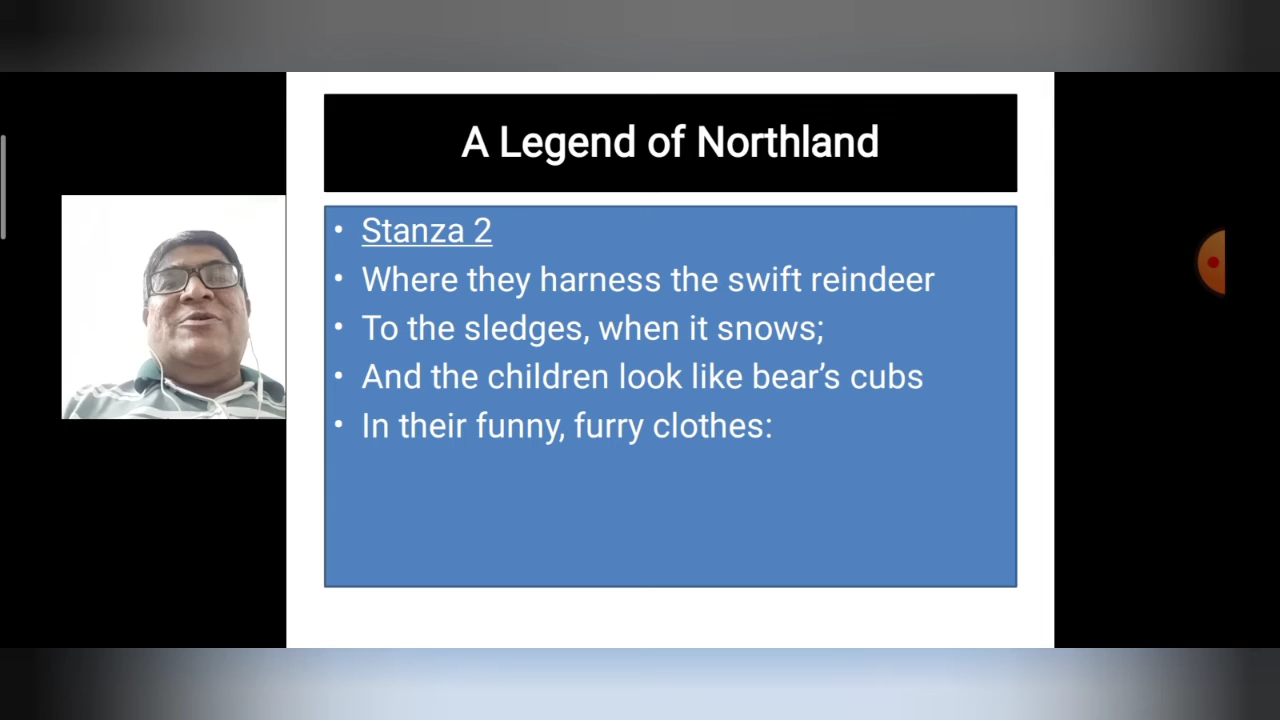 A Legend of Northland
• Stanza 2
• Where they harness the swift reindeer
• To the sledges, when it snows;
• And the children look like bear’s cubs
• In their funny, furry clothes: